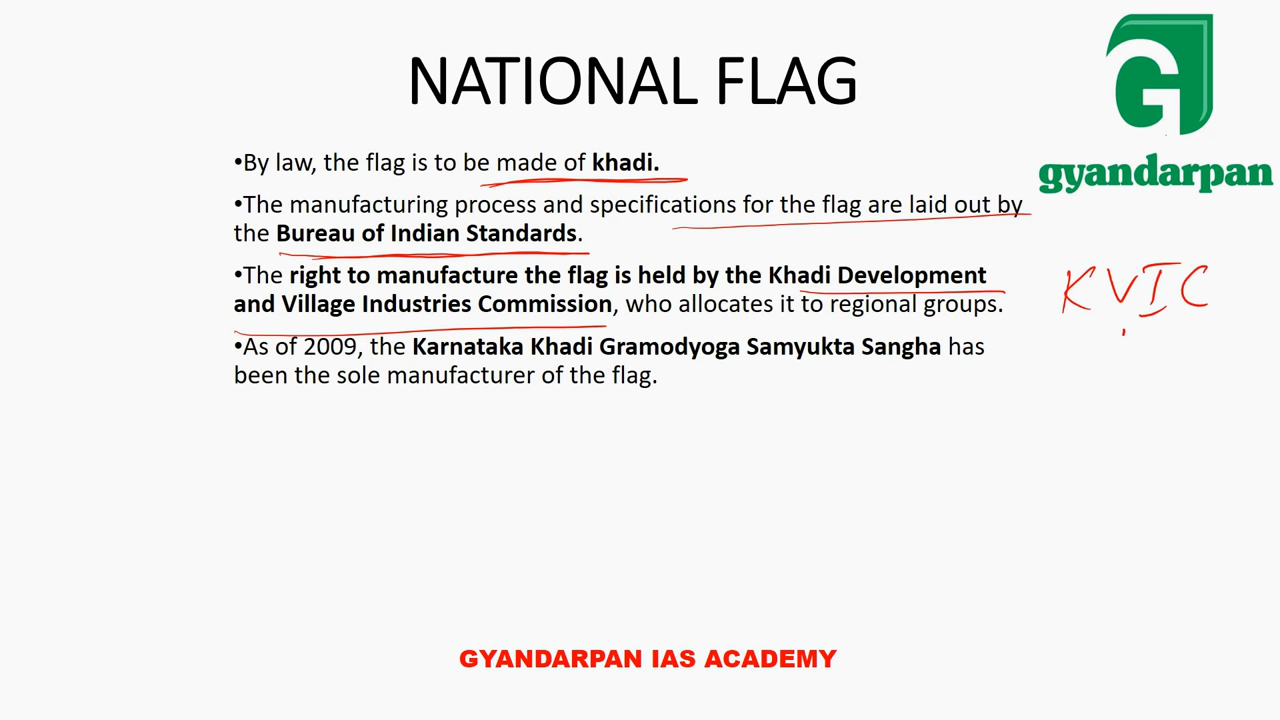 NATIONAL FLAG
G
gyandarpan
•By law, the flag is to be made of khadi.
•The manufacturing process and specifications for the flag are laid out by
the Bureau of Indian Standards.
•The right to manufacture the flag is held by the Khadi Development
and Village Industries Commission, who allocates it to regional groups.
KVIC
•As of 2009, the Karnataka Khadi Gramodyoga Samyukta Sangha has
been the sole manufacturer of the flag.
GYANDARPAN IAS ACADEMY